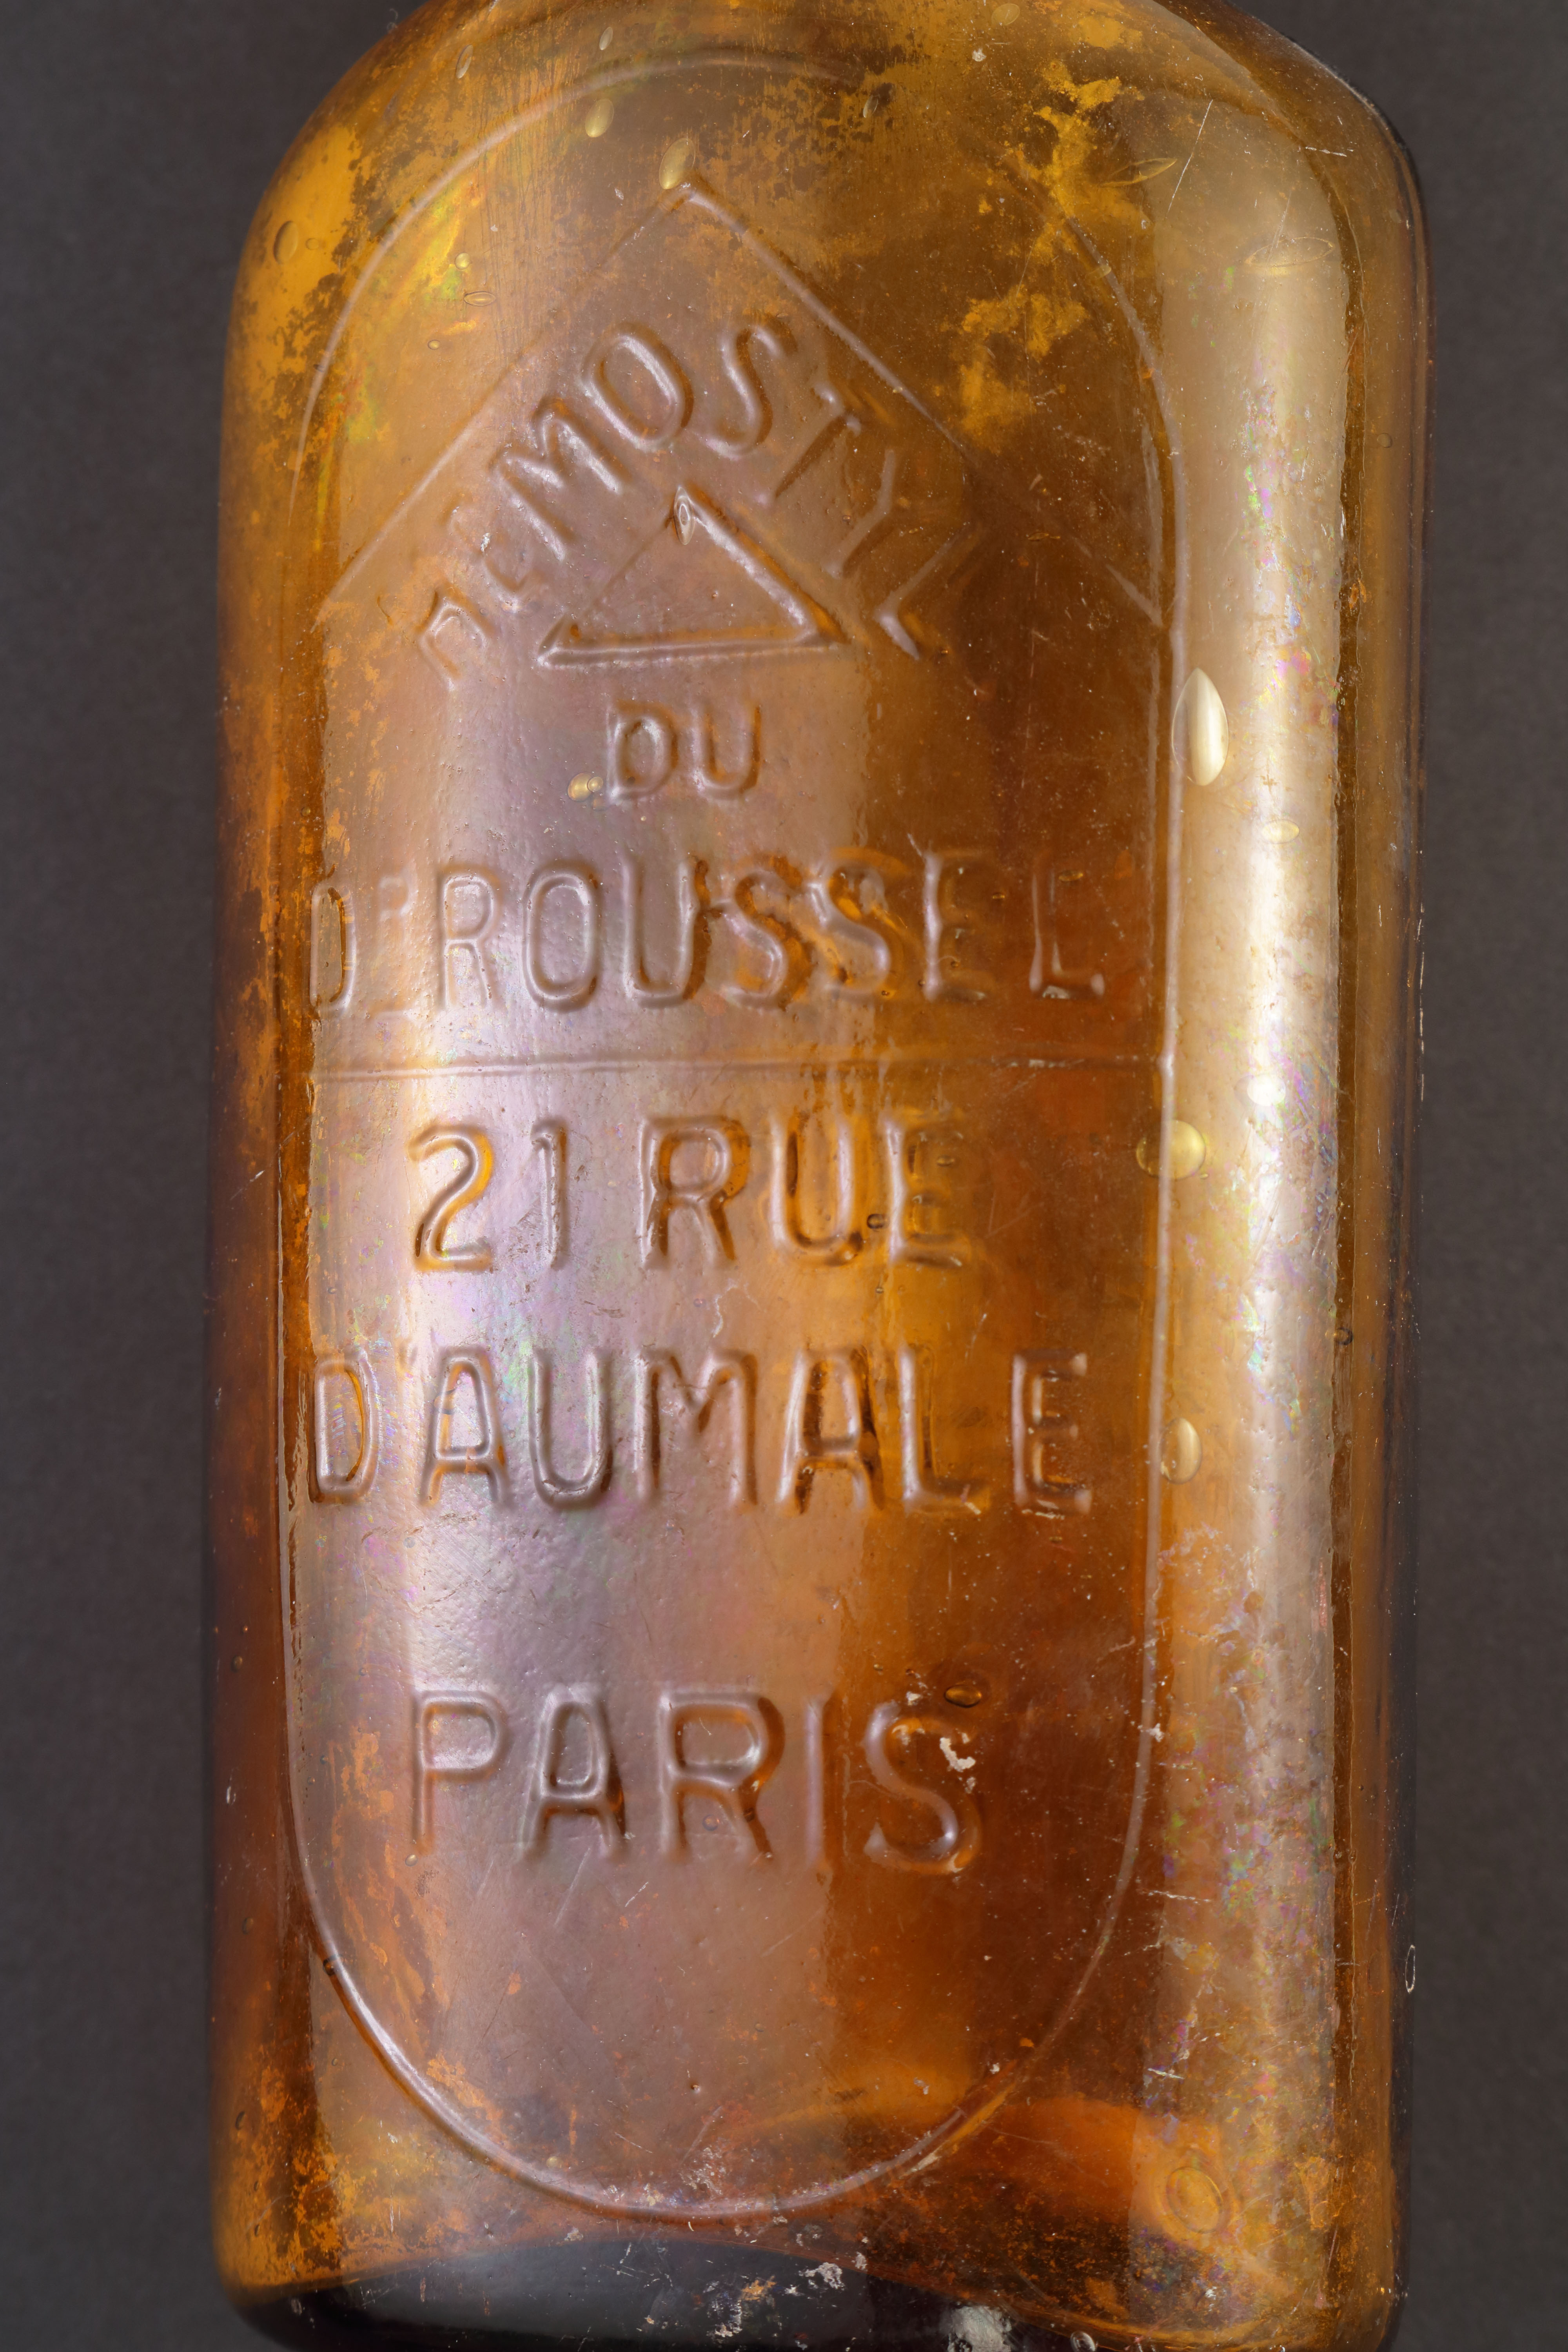 HEMOSTYL
DU
DR ROUSSEL
21 RUE
D'AUMALE
PARIS